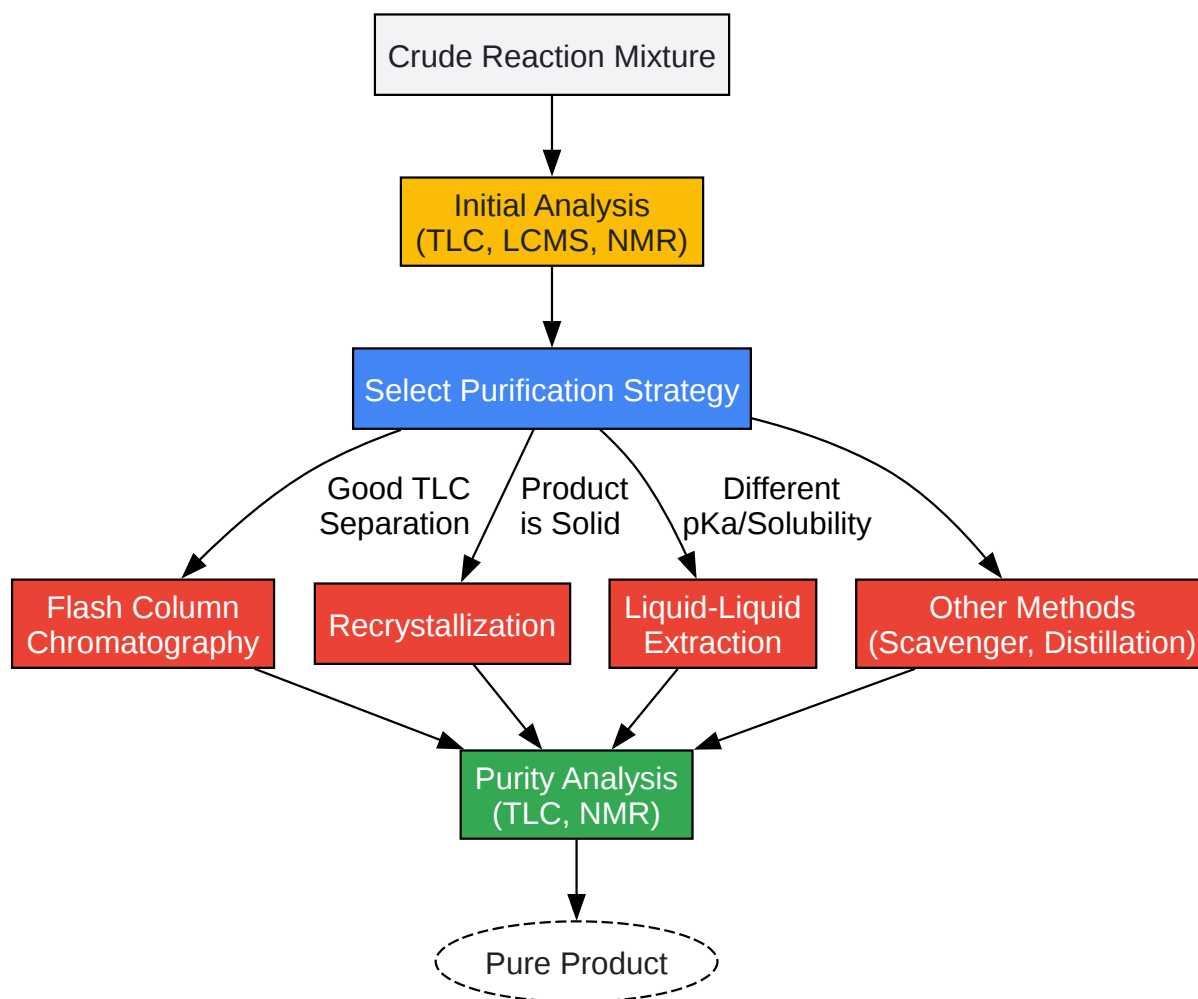 Crude Reaction Mixture
Initial Analysis
(TLC, LCMS, NMR)
Select Purification Strategy
Good TLC
Separation
Product
is Solid
Different
pKa/Solubility
Flash Column
Chromatography
Recrystallization
Liquid-Liquid
Extraction
Other Methods
(Scavenger, Distillation)
Purity Analysis
(TLC, NMR)
Pure Product